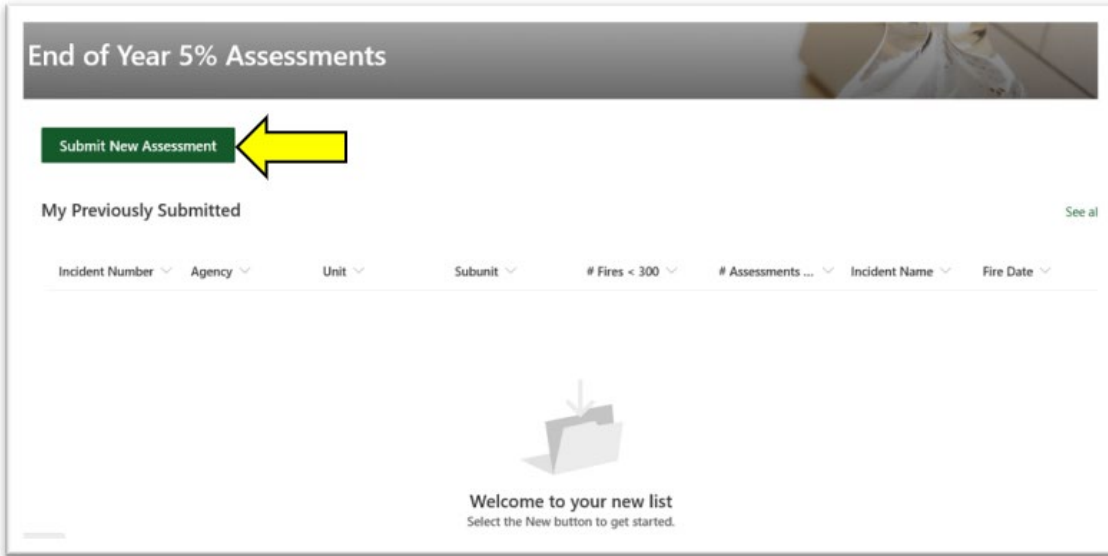 End of Year 5% Assessments
Submit New Assessment
My Previously Submitted
See al
Incident Number Agency Unit Subunit # Fires < 300 # Assessments ... Incident Name Fire Date
Welcome to your new list
Select the New button to get started.